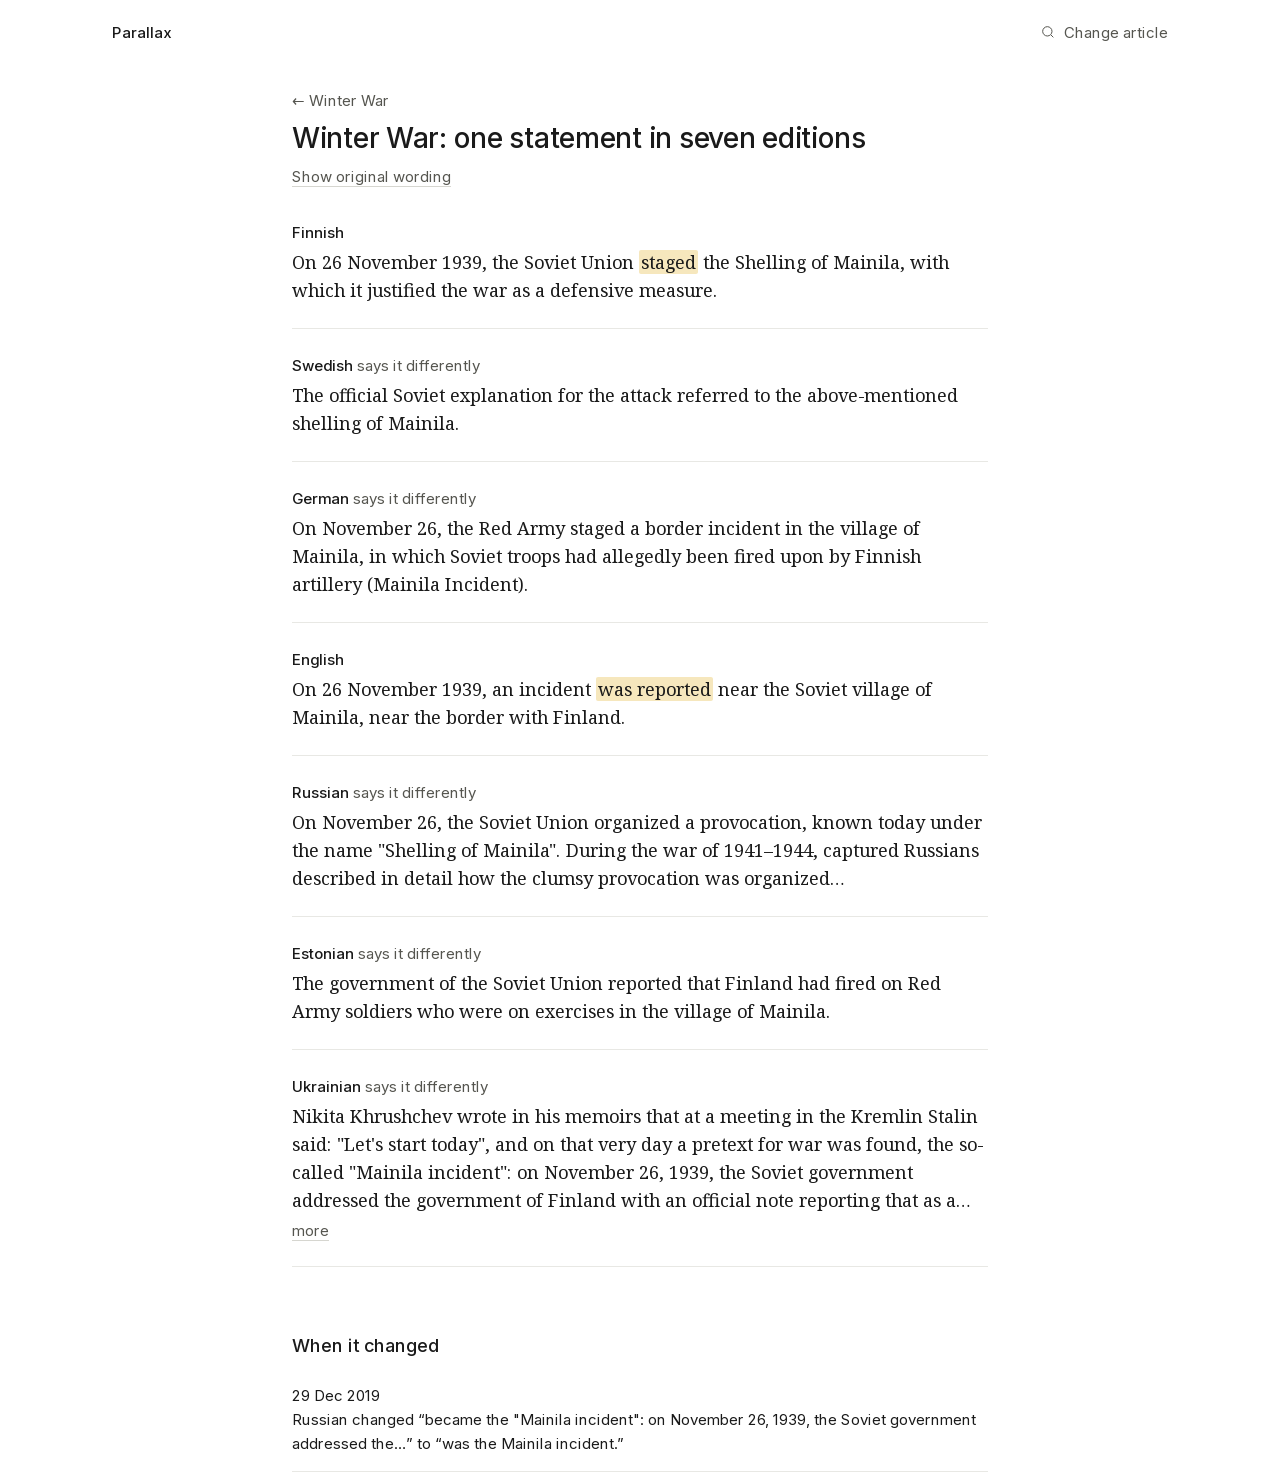 Parallax
Change article
← Winter War
Winter War: one statement in seven editions
Show original wording
Finnish
On 26 November 1939, the Soviet Union staged the Shelling of Mainila, with
which it justified the war as a defensive measure.
Swedish says it differently
The official Soviet explanation for the attack referred to the above-mentioned
shelling of Mainila.
German says it differently
On November 26, the Red Army staged a border incident in the village of
Mainila, in which Soviet troops had allegedly been fired upon by Finnish
artillery (Mainila Incident).
English
On 26 November 1939, an incident was reported near the Soviet village of
Mainila, near the border with Finland.
Russian says it differently
On November 26, the Soviet Union organized a provocation, known today under
the name "Shelling of Mainila". During the war of 1941–1944, captured Russians
described in detail how the clumsy provocation was organized…
Estonian says it differently
The government of the Soviet Union reported that Finland had fired on Red
Army soldiers who were on exercises in the village of Mainila.
Ukrainian says it differently
Nikita Khrushchev wrote in his memoirs that at a meeting in the Kremlin Stalin
said: "Let's start today", and on that very day a pretext for war was found, the so-
called "Mainila incident": on November 26, 1939, the Soviet government
addressed the government of Finland with an official note reporting that as a…
more
When it changed
29 Dec 2019
Russian changed “became the "Mainila incident": on November 26, 1939, the Soviet government
addressed the…” to “was the Mainila incident.”